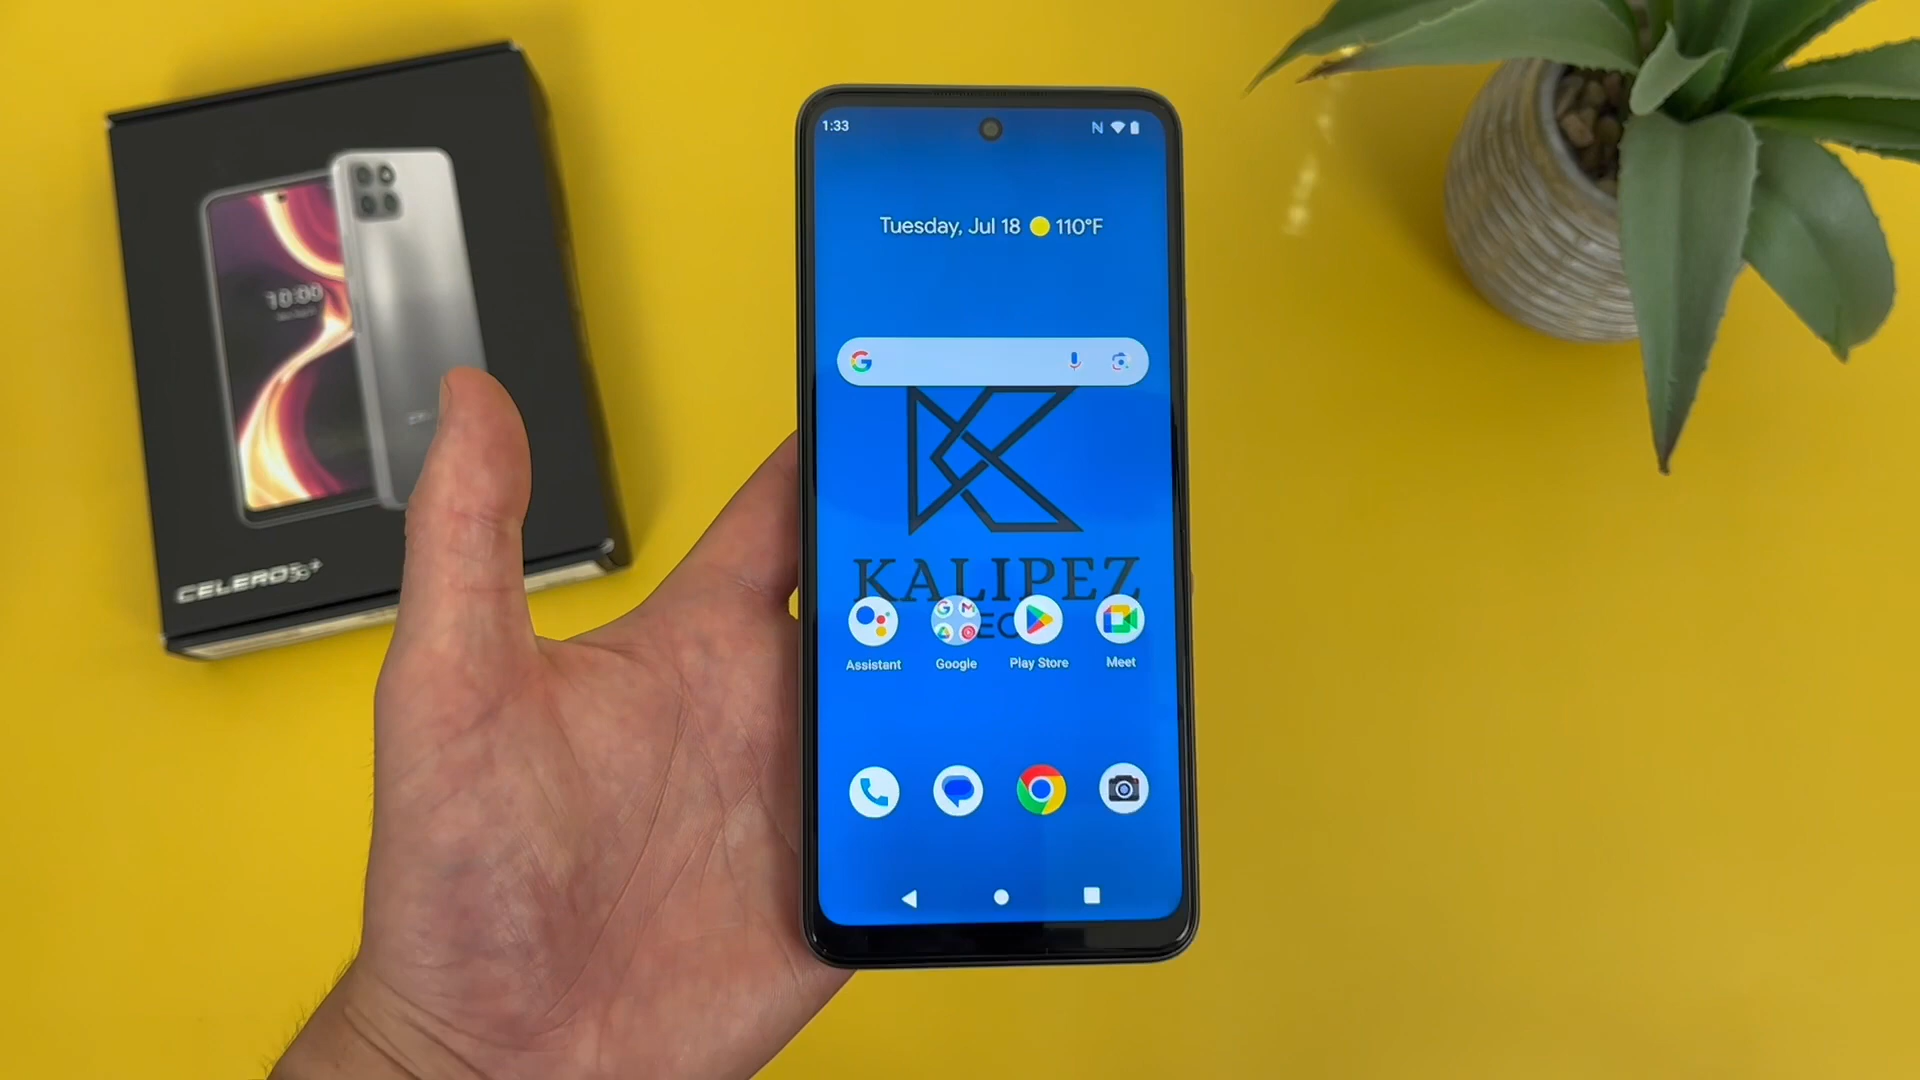 10:00
CELERO5G+
1:33
N
Tuesday, Jul 18 110°F
G
KALIPEZ
Assistant
Google
Play Store
Meet